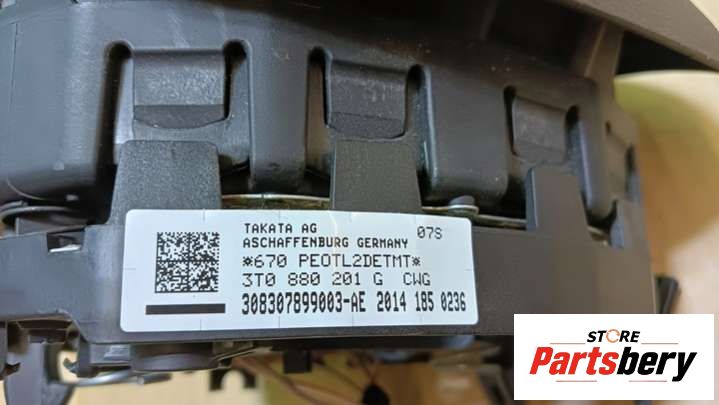 TAKATA AG 07S
ASCHAFFENBURG GERMANY
*670 PEOTL2DETMT*
3T0 880 201 G CWG
308307899003-AE 2014 185 0236
STORE
Partsbery